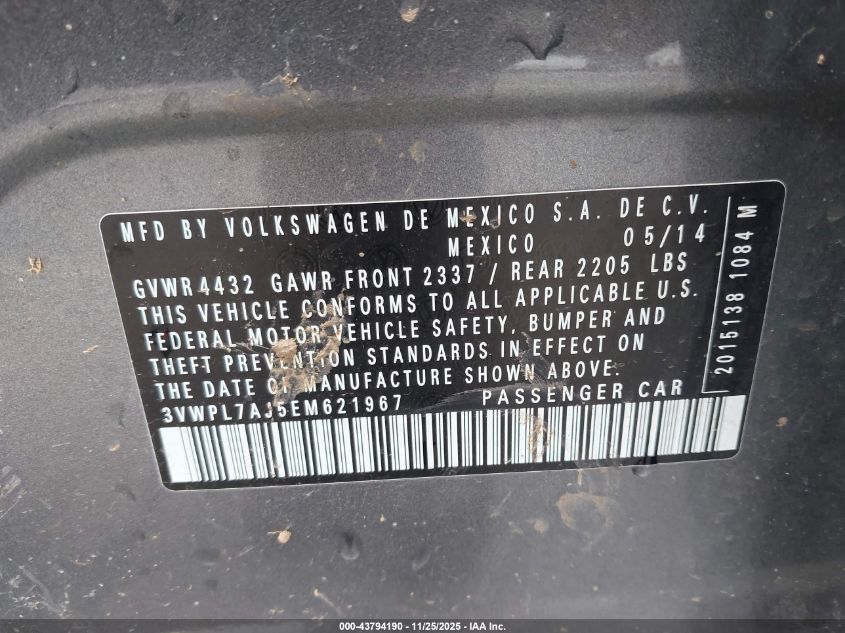 MFD BY VOLKSWAGEN DE MEXICO S.A. DE C.V.
MEXICO 05/14
GVWR 4432 GAWR FRONT 2337 / REAR 2205 LBS
THIS VEHICLE CONFORMS TO ALL APPLICABLE U.S.
FEDERAL MOTOR VEHICLE SAFETY, BUMPER AND
THEFT PREVENTION STANDARDS IN EFFECT ON
THE DATE OF MANUFACTURE SHOWN ABOVE.
3VWPL7AJ5EM621967 PASSENGER CAR
2015138 1084 M
000-43794190 - 11/25/2025 - IAA Inc.